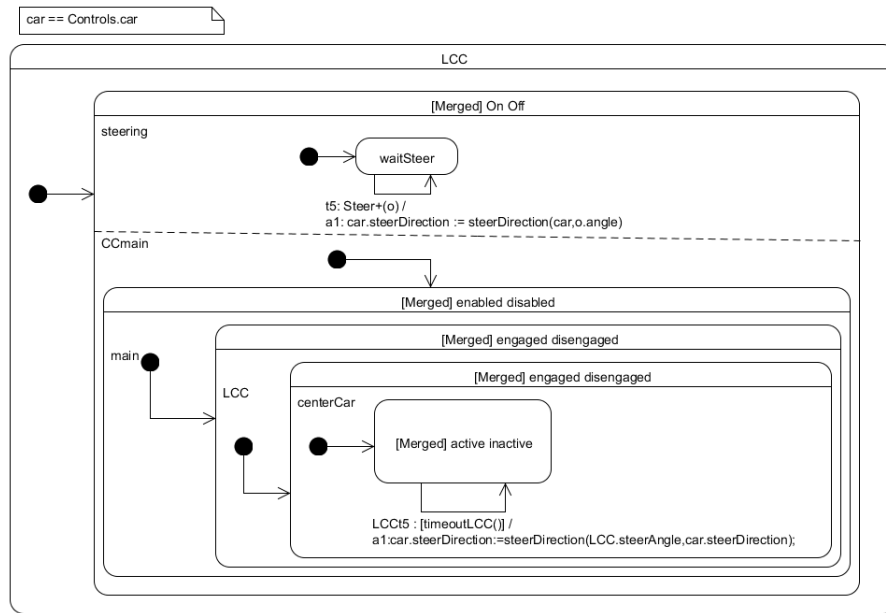 car == Controls.car
LCC
[Merged] On Off
steering
waitSteer
t5: Steer+(o) /
a1: car.steerDirection := steerDirection(car,o.angle)
CCmain
[Merged] enabled disabled
main
[Merged] engaged disengaged
LCC
[Merged] engaged disengaged
centerCar
[Merged] active inactive
LCCt5 : [timeoutLCC()] /
a1:car.steerDirection:=steerDirection(LCC.steerAngle,car.steerDirection);